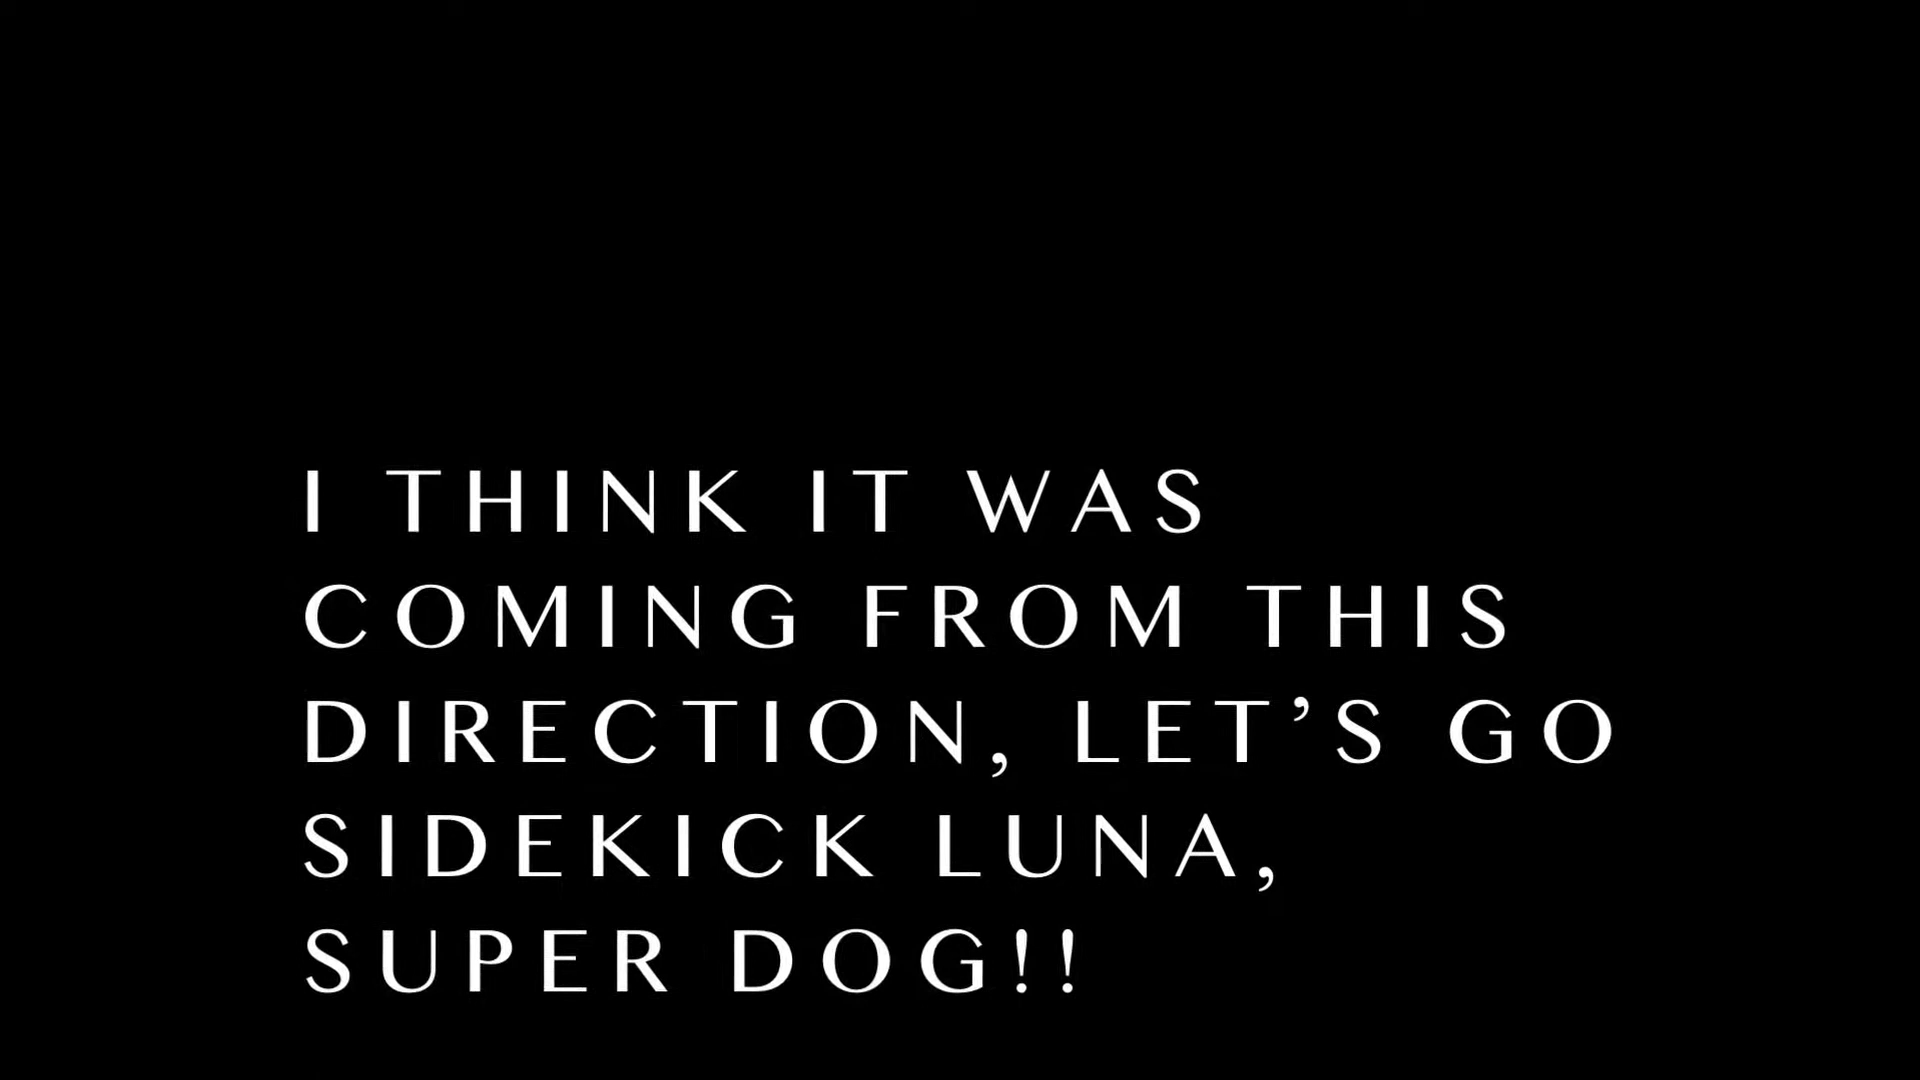 I THINK IT WAS
COMING FROM THIS
DIRECTION, LET’S GO
SIDEKICK LUNA,
SUPER DOG!!